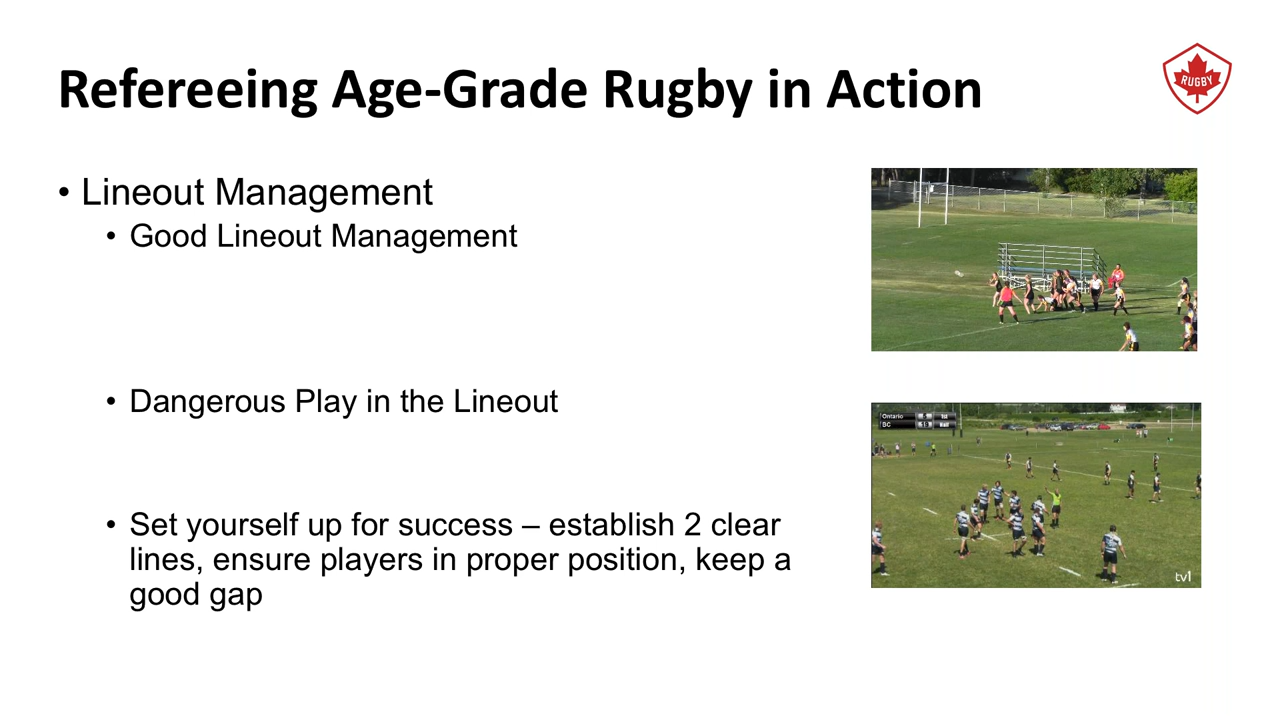 Refereeing Age-Grade Rugby in Action
RUGBY
• Lineout Management
• Good Lineout Management
• Dangerous Play in the Lineout
• Set yourself up for success – establish 2 clear
lines, ensure players in proper position, keep a
good gap
Ontario
BC
tv1